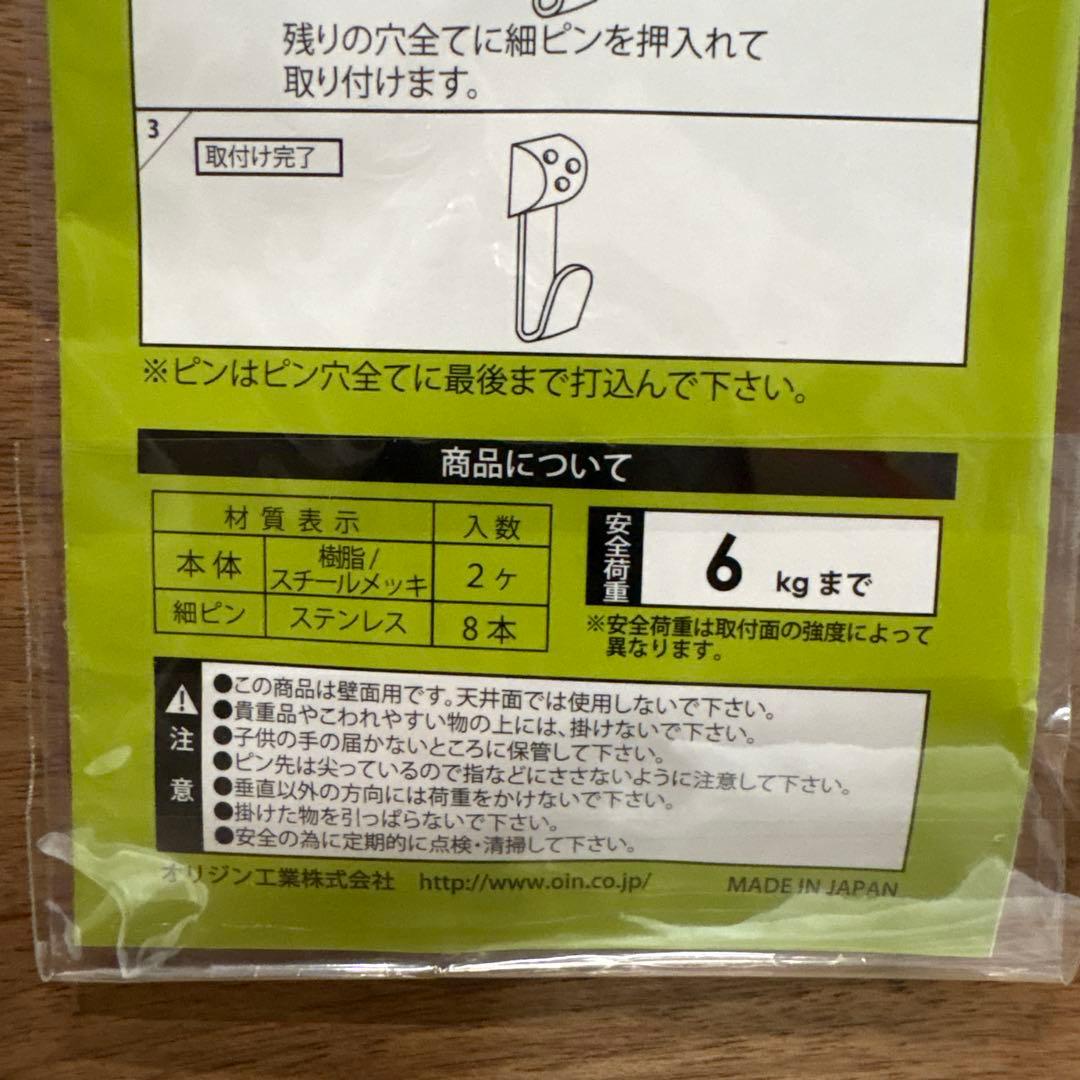 残りの穴全てに細ピンを押入れて
取り付けます。
3
取付け完了
※ピンはピン穴全てに最後まで打込んで下さい。
商品について
材質表示 入数
本体 樹脂/
スチールメッキ 2ヶ
細ピン ステンレス 8本
安全荷重 6 kgまで
※安全荷重は取付面の強度によって
異なります。
注意
●この商品は壁面用です。天井面では使用しないで下さい。
●貴重品やこわれやすい物の上には、掛けないで下さい。
●子供の手の届かないところに保管して下さい。
●ピン先は尖っているので指などにささないように注意して下さい。
●垂直以外の方向には荷重をかけないで下さい。
●掛けた物を引っぱらないで下さい。
●安全の為に定期的に点検・清掃して下さい。
オリジン工業株式会社 http://www.oin.co.jp/ MADE IN JAPAN